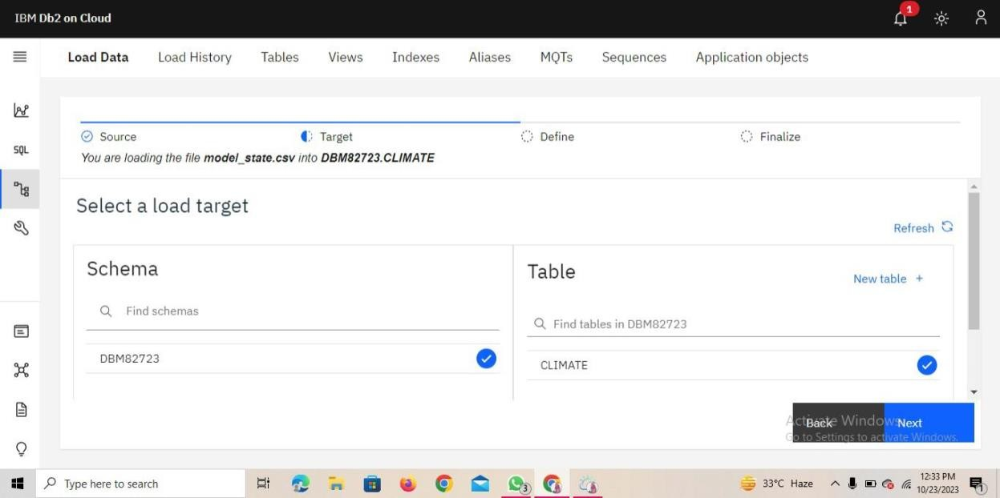 IBM Db2 on Cloud
1
Load Data Load History Tables Views Indexes Aliases MQTs Sequences Application objects
SQL
Source Target Define Finalize
You are loading the file model_state.csv into DBM82723.CLIMATE
Select a load target
Refresh
Schema
Table
New table +
Find schemas
Find tables in DBM82723
DBM82723
CLIMATE
Back Next
Activate Windows
Go to Settings to activate Windows.
Type here to search
3
33°C Haze
12:33 PM
10/23/2023
1